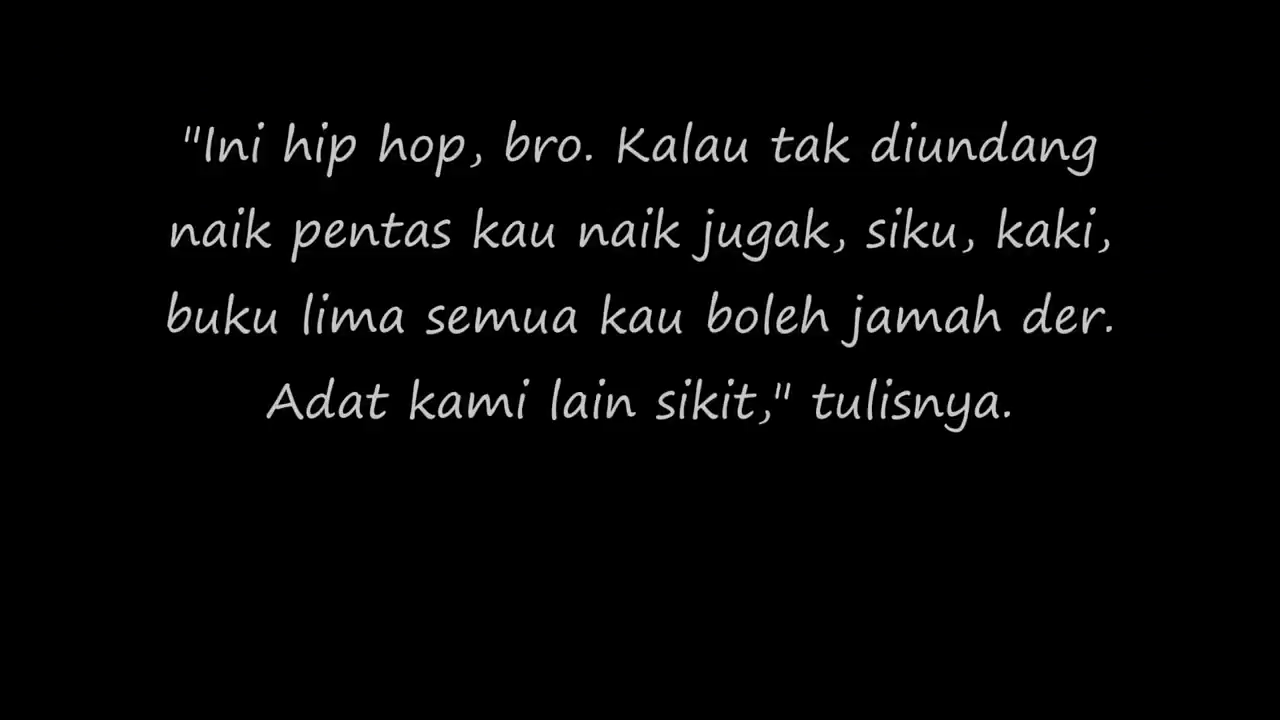 "Ini hip hop, bro. Kalau tak diundang
naik pentas kau naik jugak, siku, kaki,
buku lima semua kau boleh jamah der.
Adat kami lain sikit," tulisnya.